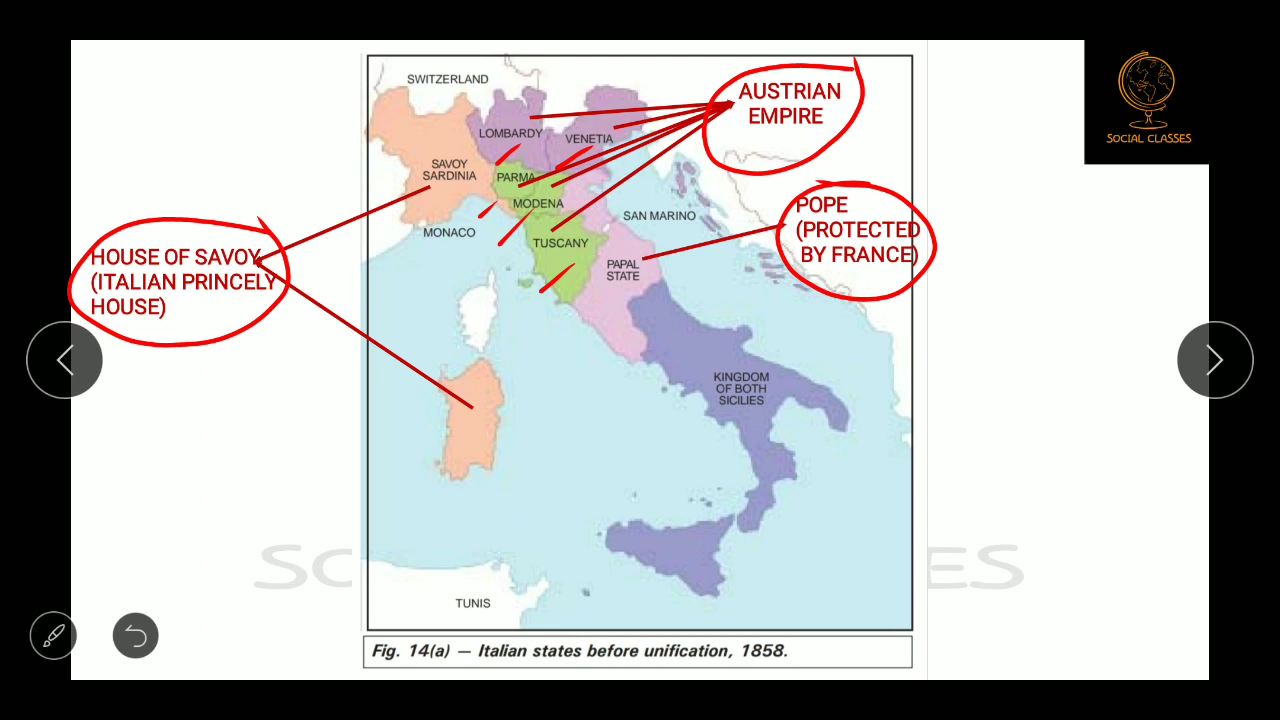 SOCIAL CLASSES
AUSTRIAN
EMPIRE
SWITZERLAND
LOMBARDY
VENETIA
SAVOY
SARDINIA
PARMA
MODENA
MONACO
TUSCANY
SAN MARINO
PAPAL
STATE
POPE
(PROTECTED
BY FRANCE)
HOUSE OF SAVOY
(ITALIAN PRINCELY
HOUSE)
KINGDOM
OF BOTH
SICILIES
TUNIS
Fig. 14(a) — Italian states before unification, 1858.